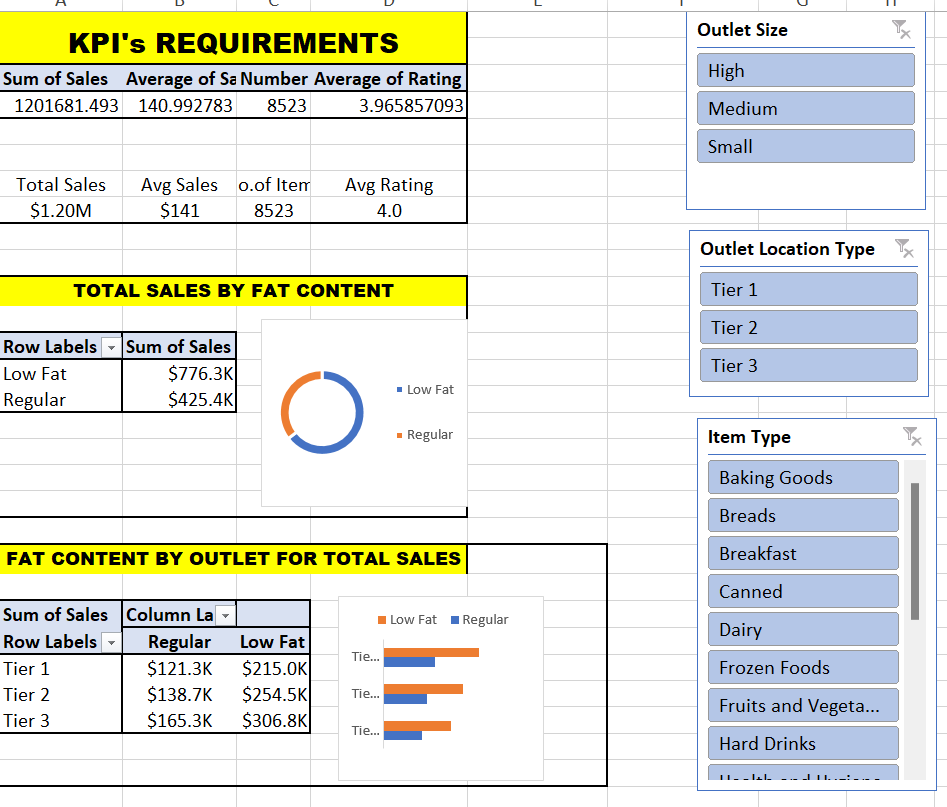 A B C D E F G H
KPI's REQUIREMENTS
Sum of Sales Average of Sa Number Average of Rating
1201681.493 140.992783 8523 3.965857093
Total Sales Avg Sales o.of Item Avg Rating
$1.20M $141 8523 4.0
TOTAL SALES BY FAT CONTENT
Row Labels Sum of Sales
Low Fat $776.3K
Regular $425.4K
Low Fat
Regular
FAT CONTENT BY OUTLET FOR TOTAL SALES
Sum of Sales Column La
Row Labels Regular Low Fat
Tier 1 $121.3K $215.0K
Tier 2 $138.7K $254.5K
Tier 3 $165.3K $306.8K
Low Fat Regular
Tie...
Tie...
Tie...
Outlet Size
High
Medium
Small
Outlet Location Type
Tier 1
Tier 2
Tier 3
Item Type
Baking Goods
Breads
Breakfast
Canned
Dairy
Frozen Foods
Fruits and Vegeta...
Hard Drinks
Health and Hygiene